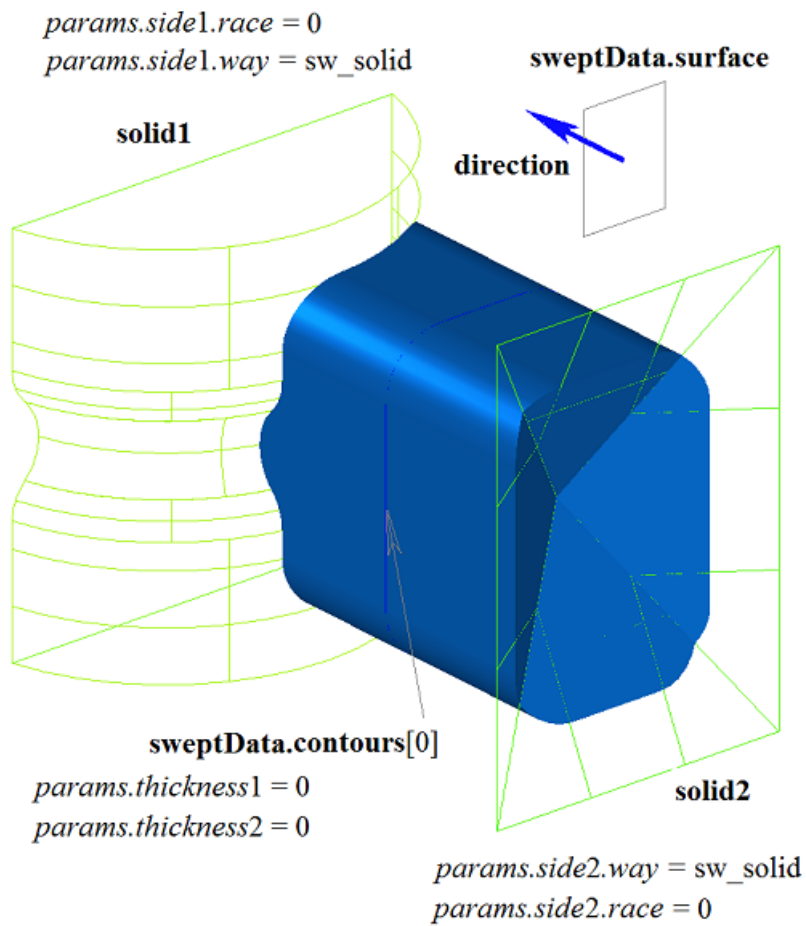 params.side1.race = 0
params.side1.way = sw_solid
sweptData.surface
solid1
direction
sweptData.contours[0]
params.thickness1 = 0
params.thickness2 = 0
solid2
params.side2.way = sw_solid
params.side2.race = 0